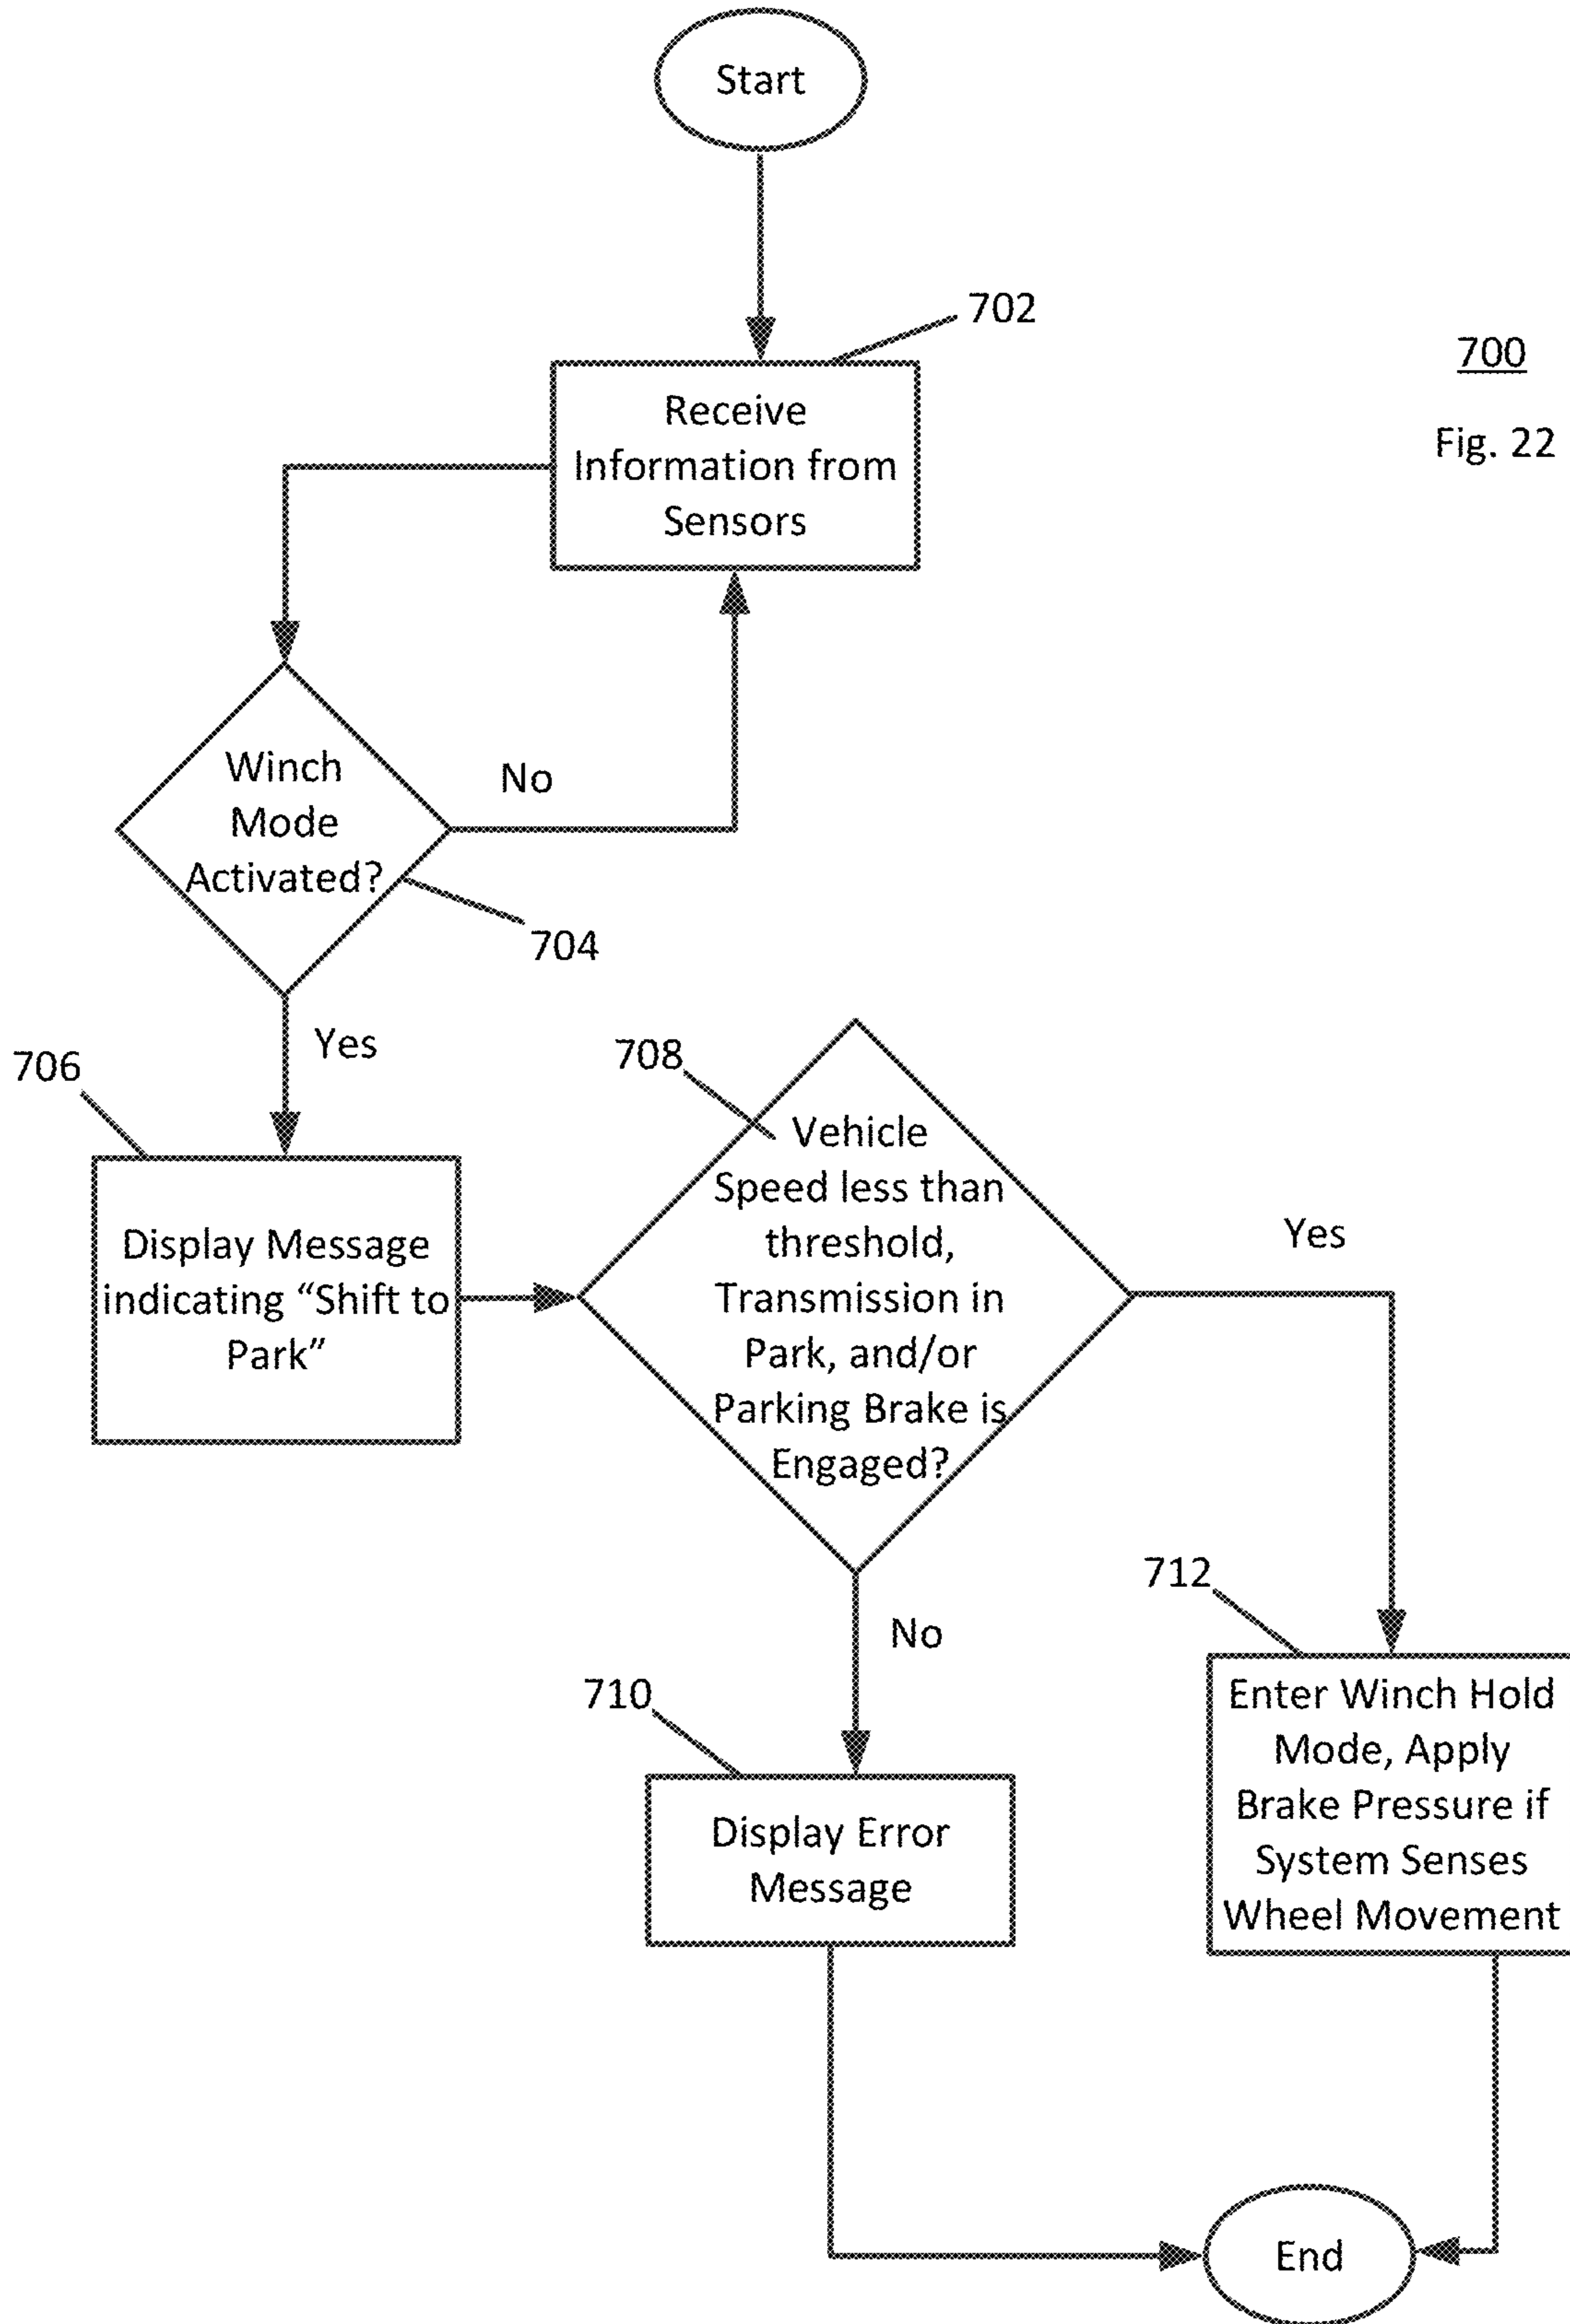 Start
702
700
Fig. 22
Receive
Information from
Sensors
Winch
Mode
Activated?
No
704
Yes
706
708
Display Message
indicating “Shift to
Park”
Vehicle
Speed less than
threshold,
Transmission in
Park, and/or
Parking Brake is
Engaged?
Yes
No
710
712
Display Error
Message
Enter Winch Hold
Mode, Apply
Brake Pressure if
System Senses
Wheel Movement
End